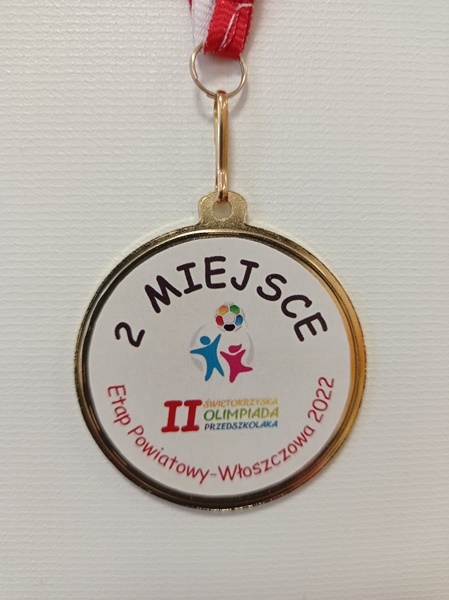 2 MIEJSCE
II ŚWIĘTOKRZYSKA
OLIMPIADA
PRZEDSZKOLAKA
Etap Powiatowy-Włoszczowa 2022